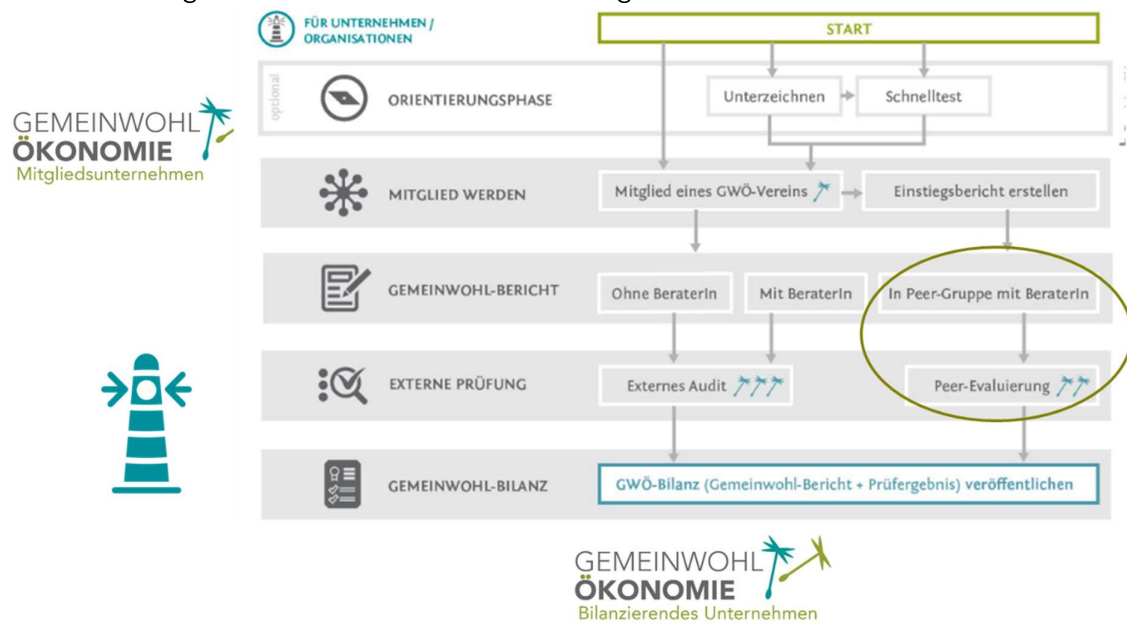 FÜR UNTERNEHMEN /
ORGANISATIONEN
START
optional
ORIENTIERUNGSPHASE
Unterzeichnen
Schnelltest
GEMEINWOHL
ÖKONOMIE
Mitgliedsunternehmen
MITGLIED WERDEN
Mitglied eines GWÖ-Vereins
Einstiegsbericht erstellen
GEMEINWOHL-BERICHT
Ohne BeraterIn
Mit BeraterIn
In Peer-Gruppe mit BeraterIn
EXTERNE PRÜFUNG
Externes Audit
Peer-Evaluierung
GEMEINWOHL-BILANZ
GWÖ-Bilanz (Gemeinwohl-Bericht + Prüfergebnis) veröffentlichen
GEMEINWOHL
ÖKONOMIE
Bilanzierendes Unternehmen